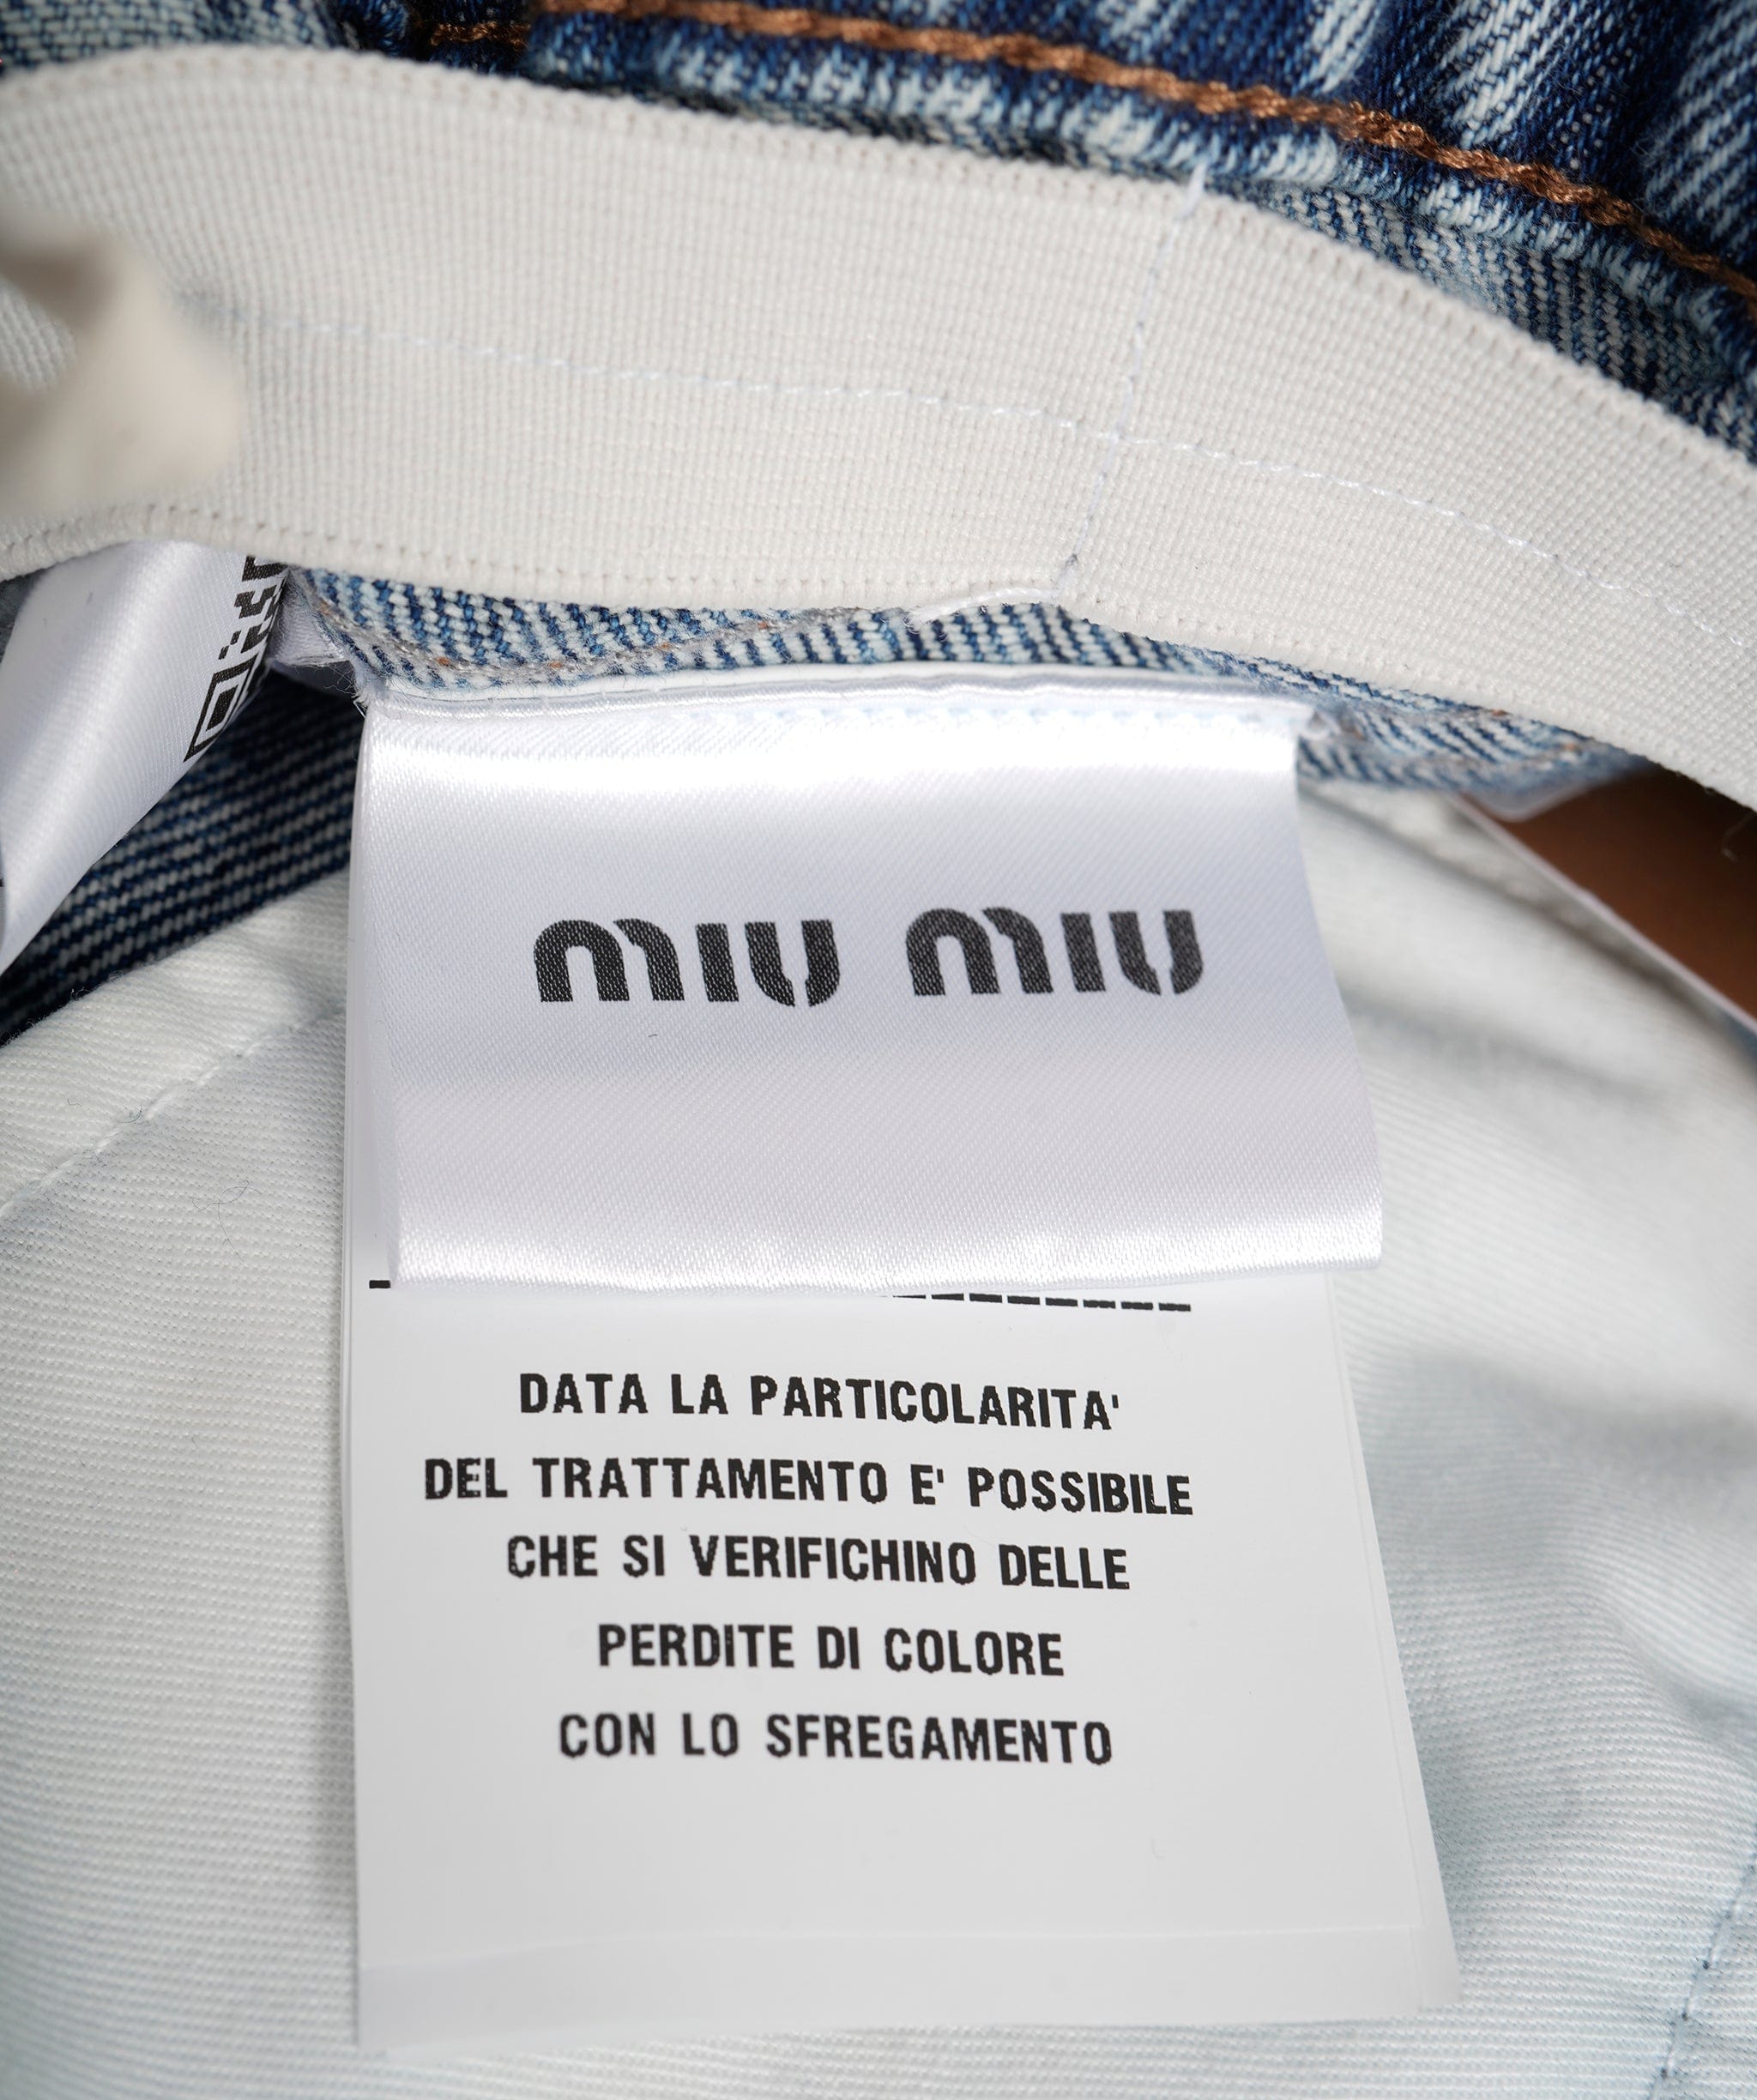 miu miu
DATA LA PARTICOLARITA'
DEL TRATTAMENTO E' POSSIBILE
CHE SI VERIFICHINO DELLE
PERDITE DI COLORE
CON LO SFREGAMENTO